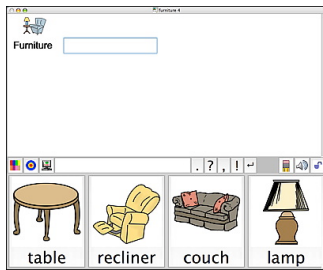 Furniture 4
Furniture
. ? , !
table recliner couch lamp